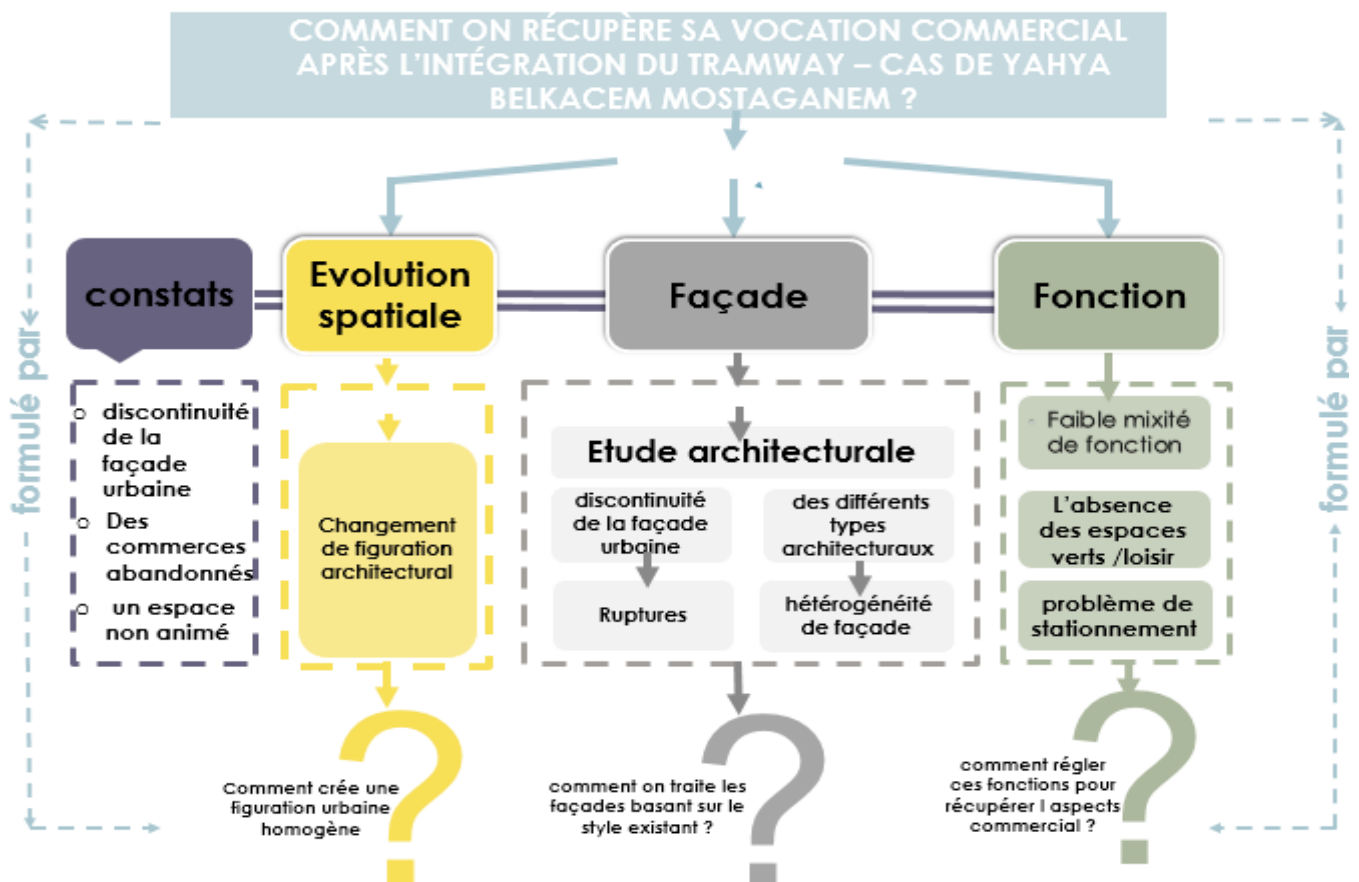 COMMENT ON RÉCUPÈRE SA VOCATION COMMERCIAL
APRÈS L'INTÉGRATION DU TRAMWAY – CAS DE YAHYA
BELKACEM MOSTAGANEM ?
formulé par
constats
Evolution
spatiale
Façade
Fonction
formulé par
o discontinuité
de la
façade
urbaine
o Des
commerces
abandonnés
o un espace
non animé
Changement
de figuration
architectural
Etude architecturale
discontinuité
de la façade
urbaine
des différents
types
architecturaux
Ruptures
hétérogénéité
de façade
- Faible mixité
de fonction
L'absence
des espaces
verts /loisir
problème de
stationnement
?
Comment crée une
figuration urbaine
homogène
?
comment on traite les
façades basant sur le
style existant ?
?
comment régler
ces fonctions pour
récupérer l aspects
commercial ?